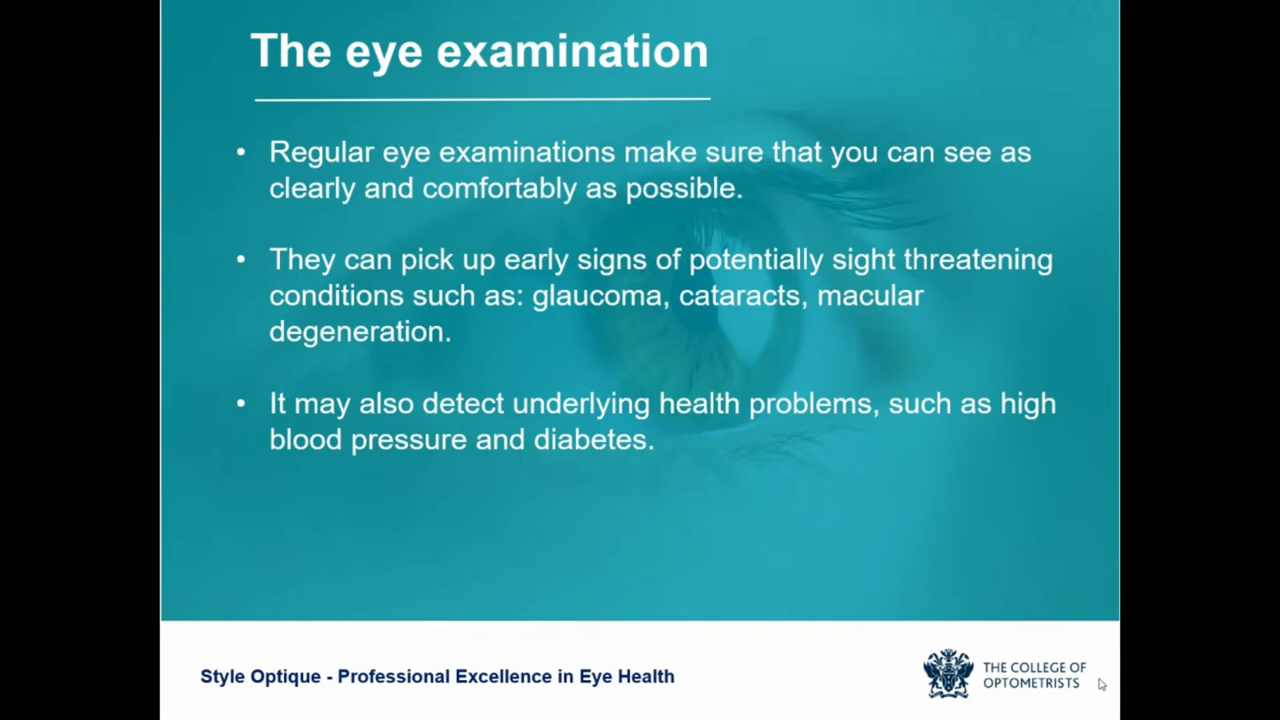 The eye examination
• Regular eye examinations make sure that you can see as
clearly and comfortably as possible.
• They can pick up early signs of potentially sight threatening
conditions such as: glaucoma, cataracts, macular
degeneration.
• It may also detect underlying health problems, such as high
blood pressure and diabetes.
Style Optique - Professional Excellence in Eye Health
THE COLLEGE OF
OPTOMETRISTS